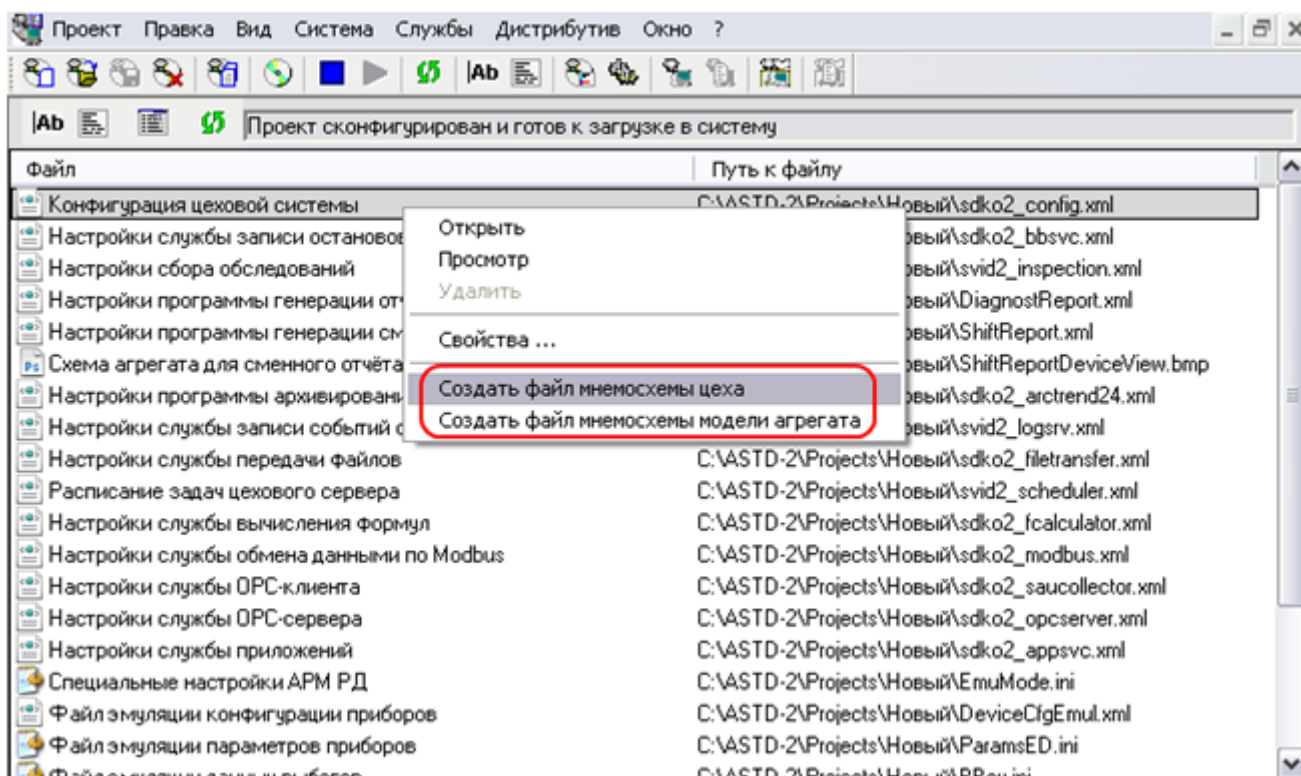 Проект Правка Вид Система Службы Дистрибутив Окно ?
Ab
Ab Проект сконфигурирован и готов к загрузке в систему
Файл Путь к файлу
Конфигурация цеховой системы C:\ASTD-2\Projects\Новый\sdko2_config.xml
Открыть
Настройки службы записи останово овый\sdko2_bbsvc.xml
Просмотр
Настройки сбора обследований овый\svid2_inspection.xml
Удалить
Настройки программы генерации от овый\DiagnostReport.xml
Настройки программы генерации см овый\ShiftReport.xml
Свойства ...
Схема агрегата для сменного отчёта овый\ShiftReportDeviceView.bmp
Создать файл мнемосхемы цеха
Настройки программы архивировани овый\sdko2_arctrend24.xml
Создать файл мнемосхемы модели агрегата
Настройки службы записи событий с овый\svid2_logsrv.xml
Настройки службы передачи файлов C:\ASTD-2\Projects\Новый\sdko2_filetransfer.xml
Расписание задач цехового сервера C:\ASTD-2\Projects\Новый\svid2_scheduler.xml
Настройки службы вычисления формул C:\ASTD-2\Projects\Новый\sdko2_fcalculator.xml
Настройки службы обмена данными по Modbus C:\ASTD-2\Projects\Новый\sdko2_modbus.xml
Настройки службы OPC-клиента C:\ASTD-2\Projects\Новый\sdko2_saucollector.xml
Настройки службы OPC-сервера C:\ASTD-2\Projects\Новый\sdko2_opcserver.xml
Настройки службы приложений C:\ASTD-2\Projects\Новый\sdko2_appsvc.xml
Специальные настройки АРМ РД C:\ASTD-2\Projects\Новый\EmuMode.ini
Файл эмуляции конфигурации приборов C:\ASTD-2\Projects\Новый\DeviceCfgEmul.xml
Файл эмуляции параметров приборов C:\ASTD-2\Projects\Новый\ParamsED.ini